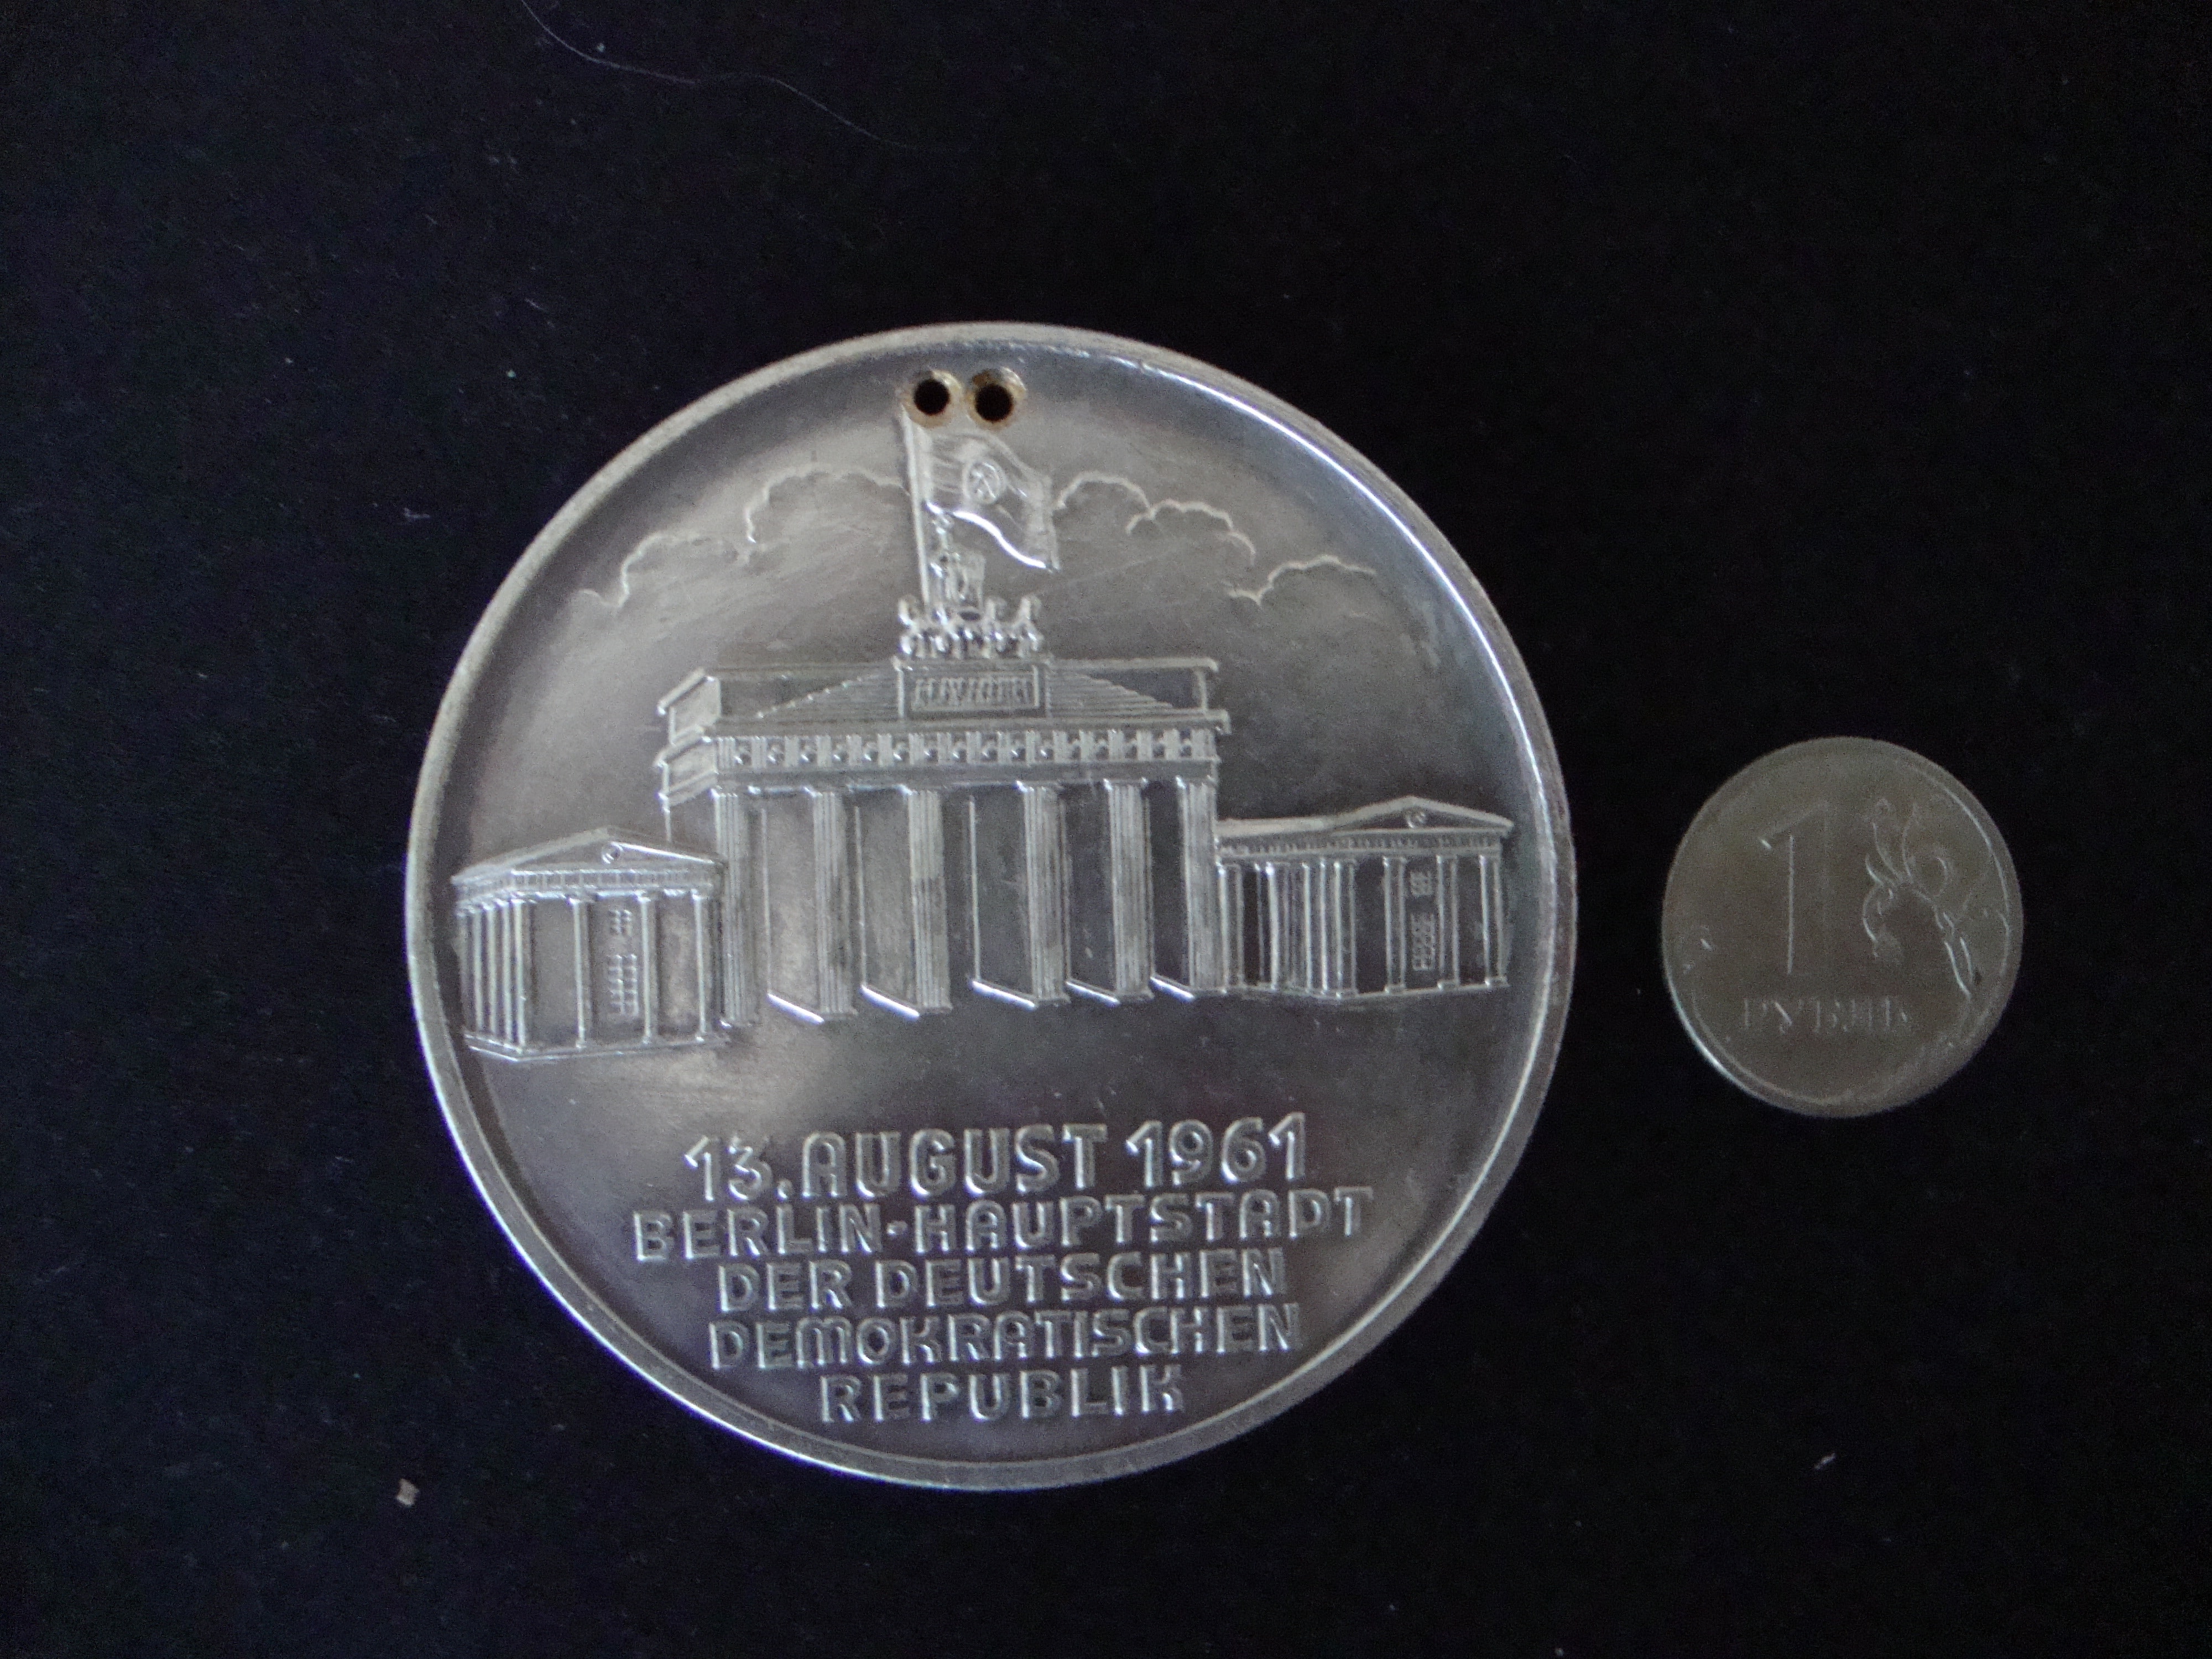 13. AUGUST 1961
BERLIN-HAUPTSTADT
DER DEUTSCHEN
DEMOKRATISCHEN
REPUBLIK
1
РУБЛЬ